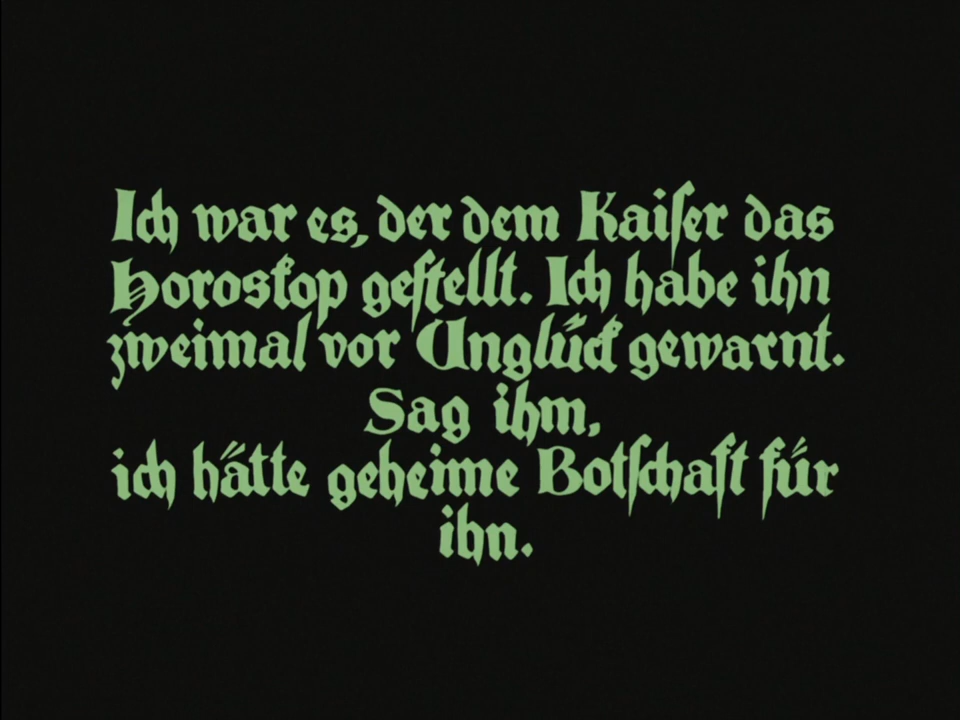 Ich war es, der dem Kaiſer das
Horoskop geſtellt. Ich habe ihn
zweimal vor Unglück gewarnt.
Sag ihm,
ich hätte geheime Botſchaft für
ihn.